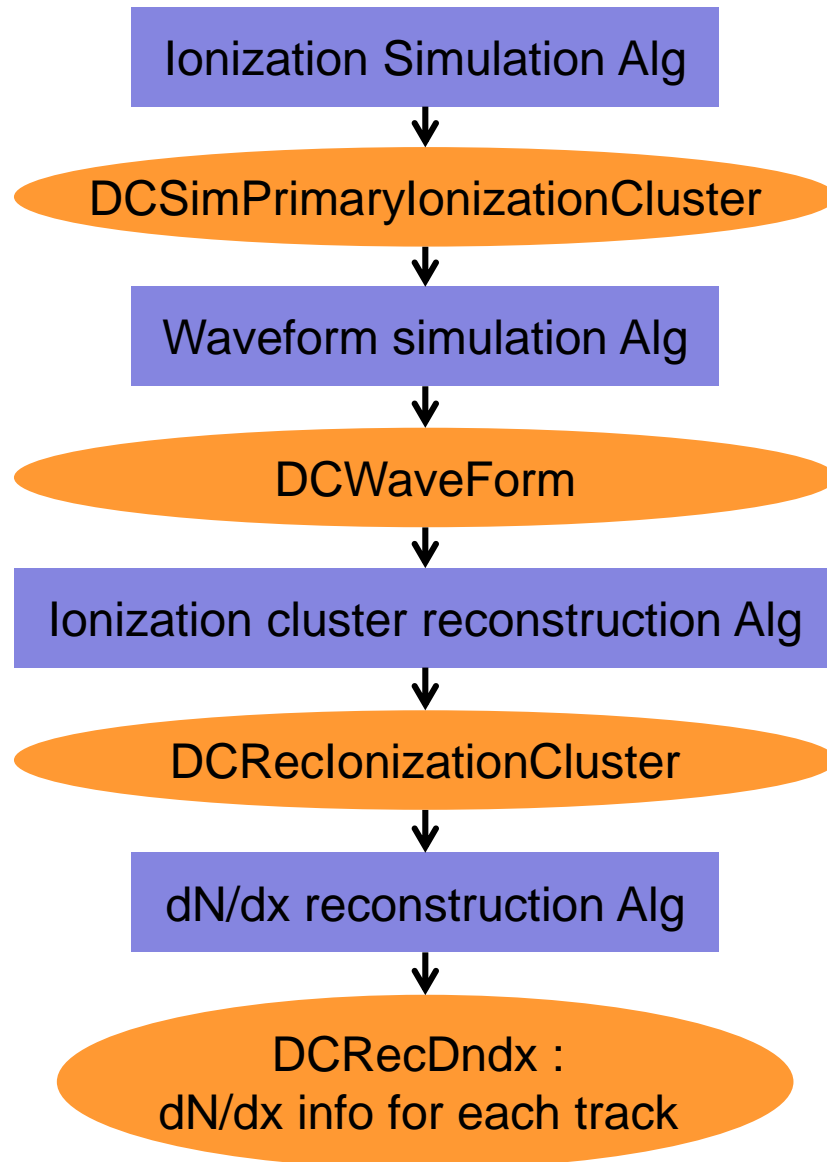 Ionization Simulation Alg
DCSimPrimaryIonizationCluster
Waveform simulation Alg
DCWaveForm
Ionization cluster reconstruction Alg
DCRecIonizationCluster
dN/dx reconstruction Alg
DCRecDndx :
dN/dx info for each track